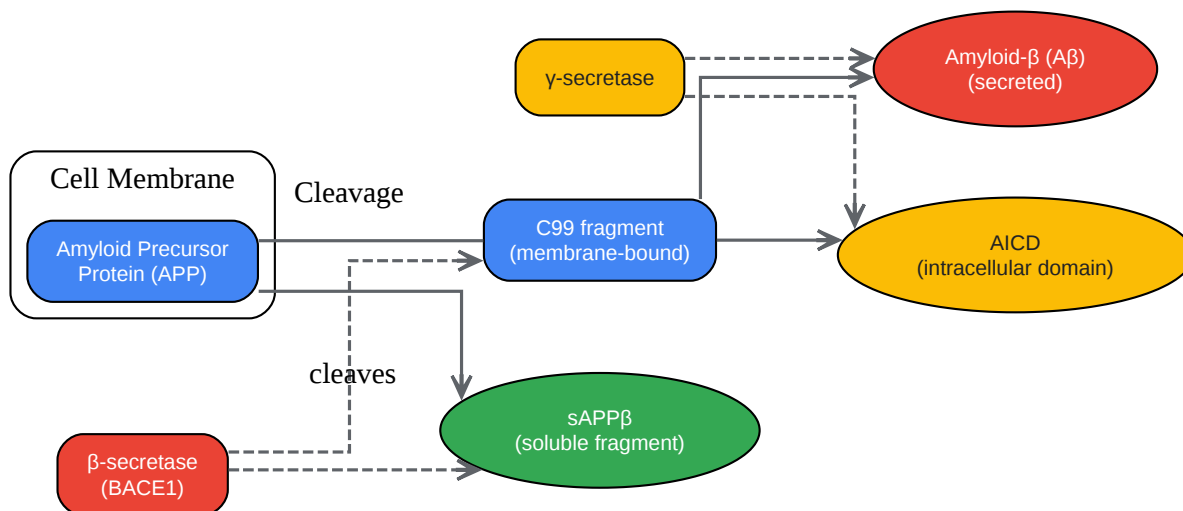 γ-secretase
Amyloid-β (Aβ)
(secreted)
Cell Membrane
Cleavage
Amyloid Precursor
Protein (APP)
C99 fragment
(membrane-bound)
AICD
(intracellular domain)
cleaves
sAPPβ
(soluble fragment)
β-secretase
(BACE1)